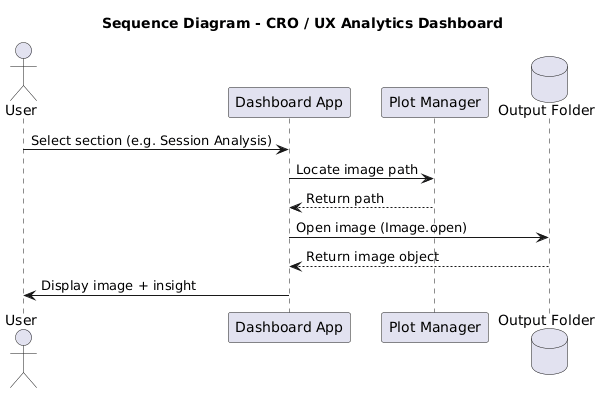 Sequence Diagram - CRO / UX Analytics Dashboard
User
Dashboard App
Plot Manager
Output Folder
Select section (e.g. Session Analysis)
Locate image path
Return path
Open image (Image.open)
Return image object
Display image + insight
User
Dashboard App
Plot Manager
Output Folder